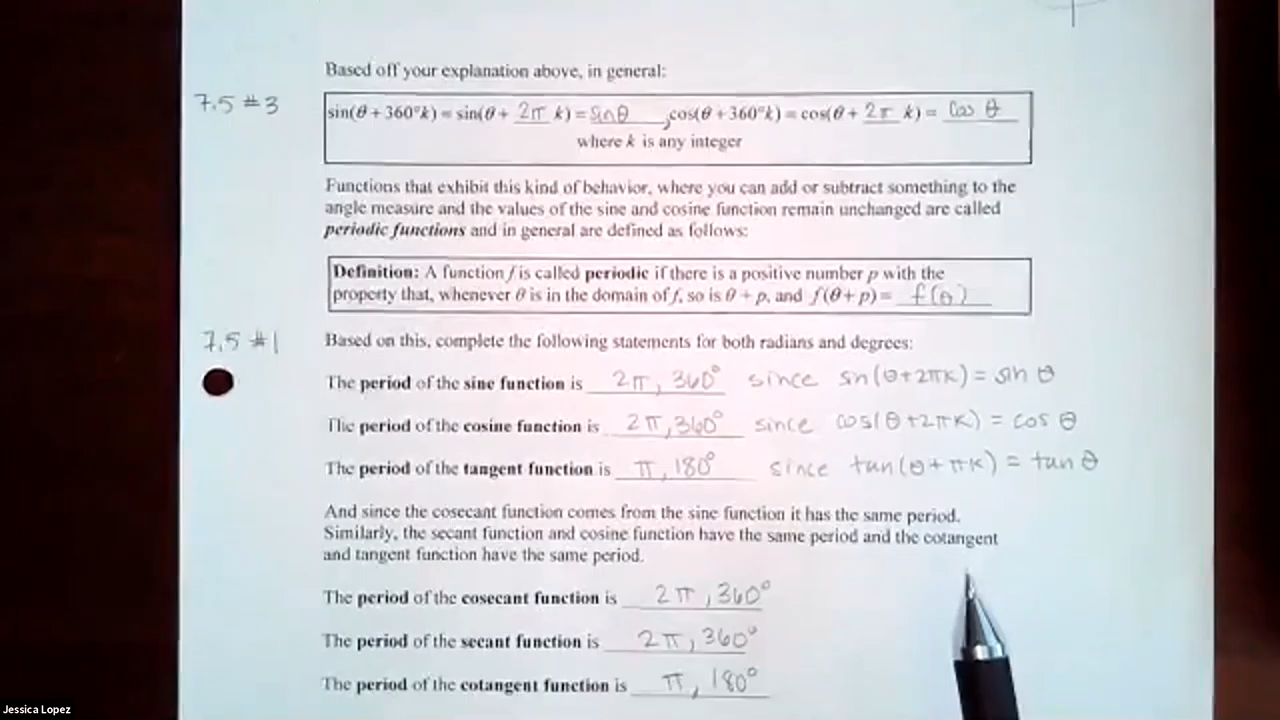 Based off your explanation above, in general:
7.5 #3
sin(θ + 360°k) = sin(θ + 2π k) = sinθ , cos(θ + 360°k) = cos(θ + 2π k) = cos θ
where k is any integer
Functions that exhibit this kind of behavior, where you can add or subtract something to the
angle measure and the values of the sine and cosine function remain unchanged are called
periodic functions and in general are defined as follows:
Definition: A function f is called periodic if there is a positive number p with the
property that, whenever θ is in the domain of f, so is θ + p, and f(θ + p) = f(θ)
7.5 #1 Based on this, complete the following statements for both radians and degrees:
The period of the sine function is 2π, 360° since sin(θ+2πk) = sin θ
The period of the cosine function is 2π, 360° since cos(θ+2πk) = cos θ
The period of the tangent function is π, 180° since tan(θ+πk) = tan θ
And since the cosecant function comes from the sine function it has the same period.
Similarly, the secant function and cosine function have the same period and the cotangent
and tangent function have the same period.
The period of the cosecant function is 2π, 360°
The period of the secant function is 2π, 360°
The period of the cotangent function is π, 180°
Jessica Lopez